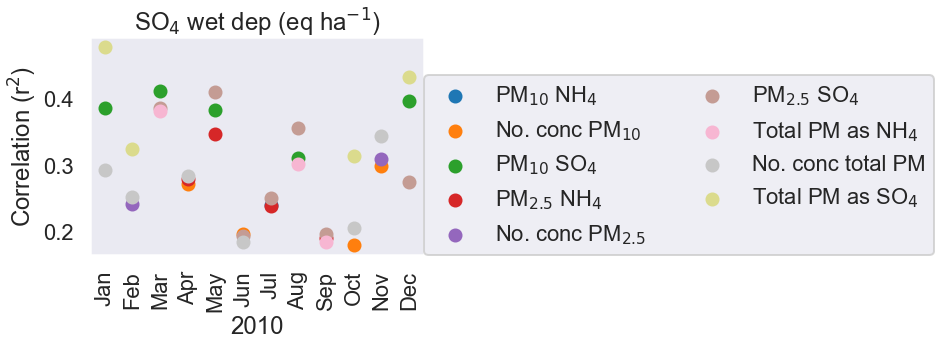 SO₄ wet dep (eq ha⁻¹)
Correlation (r²)
0.4
0.3
0.2
Jan Feb Mar Apr May Jun Jul Aug Sep Oct Nov Dec
2010
PM₁₀ NH₄
No. conc PM₁₀
PM₁₀ SO₄
PM₂.₅ NH₄
No. conc PM₂.₅
PM₂.₅ SO₄
Total PM as NH₄
No. conc total PM
Total PM as SO₄